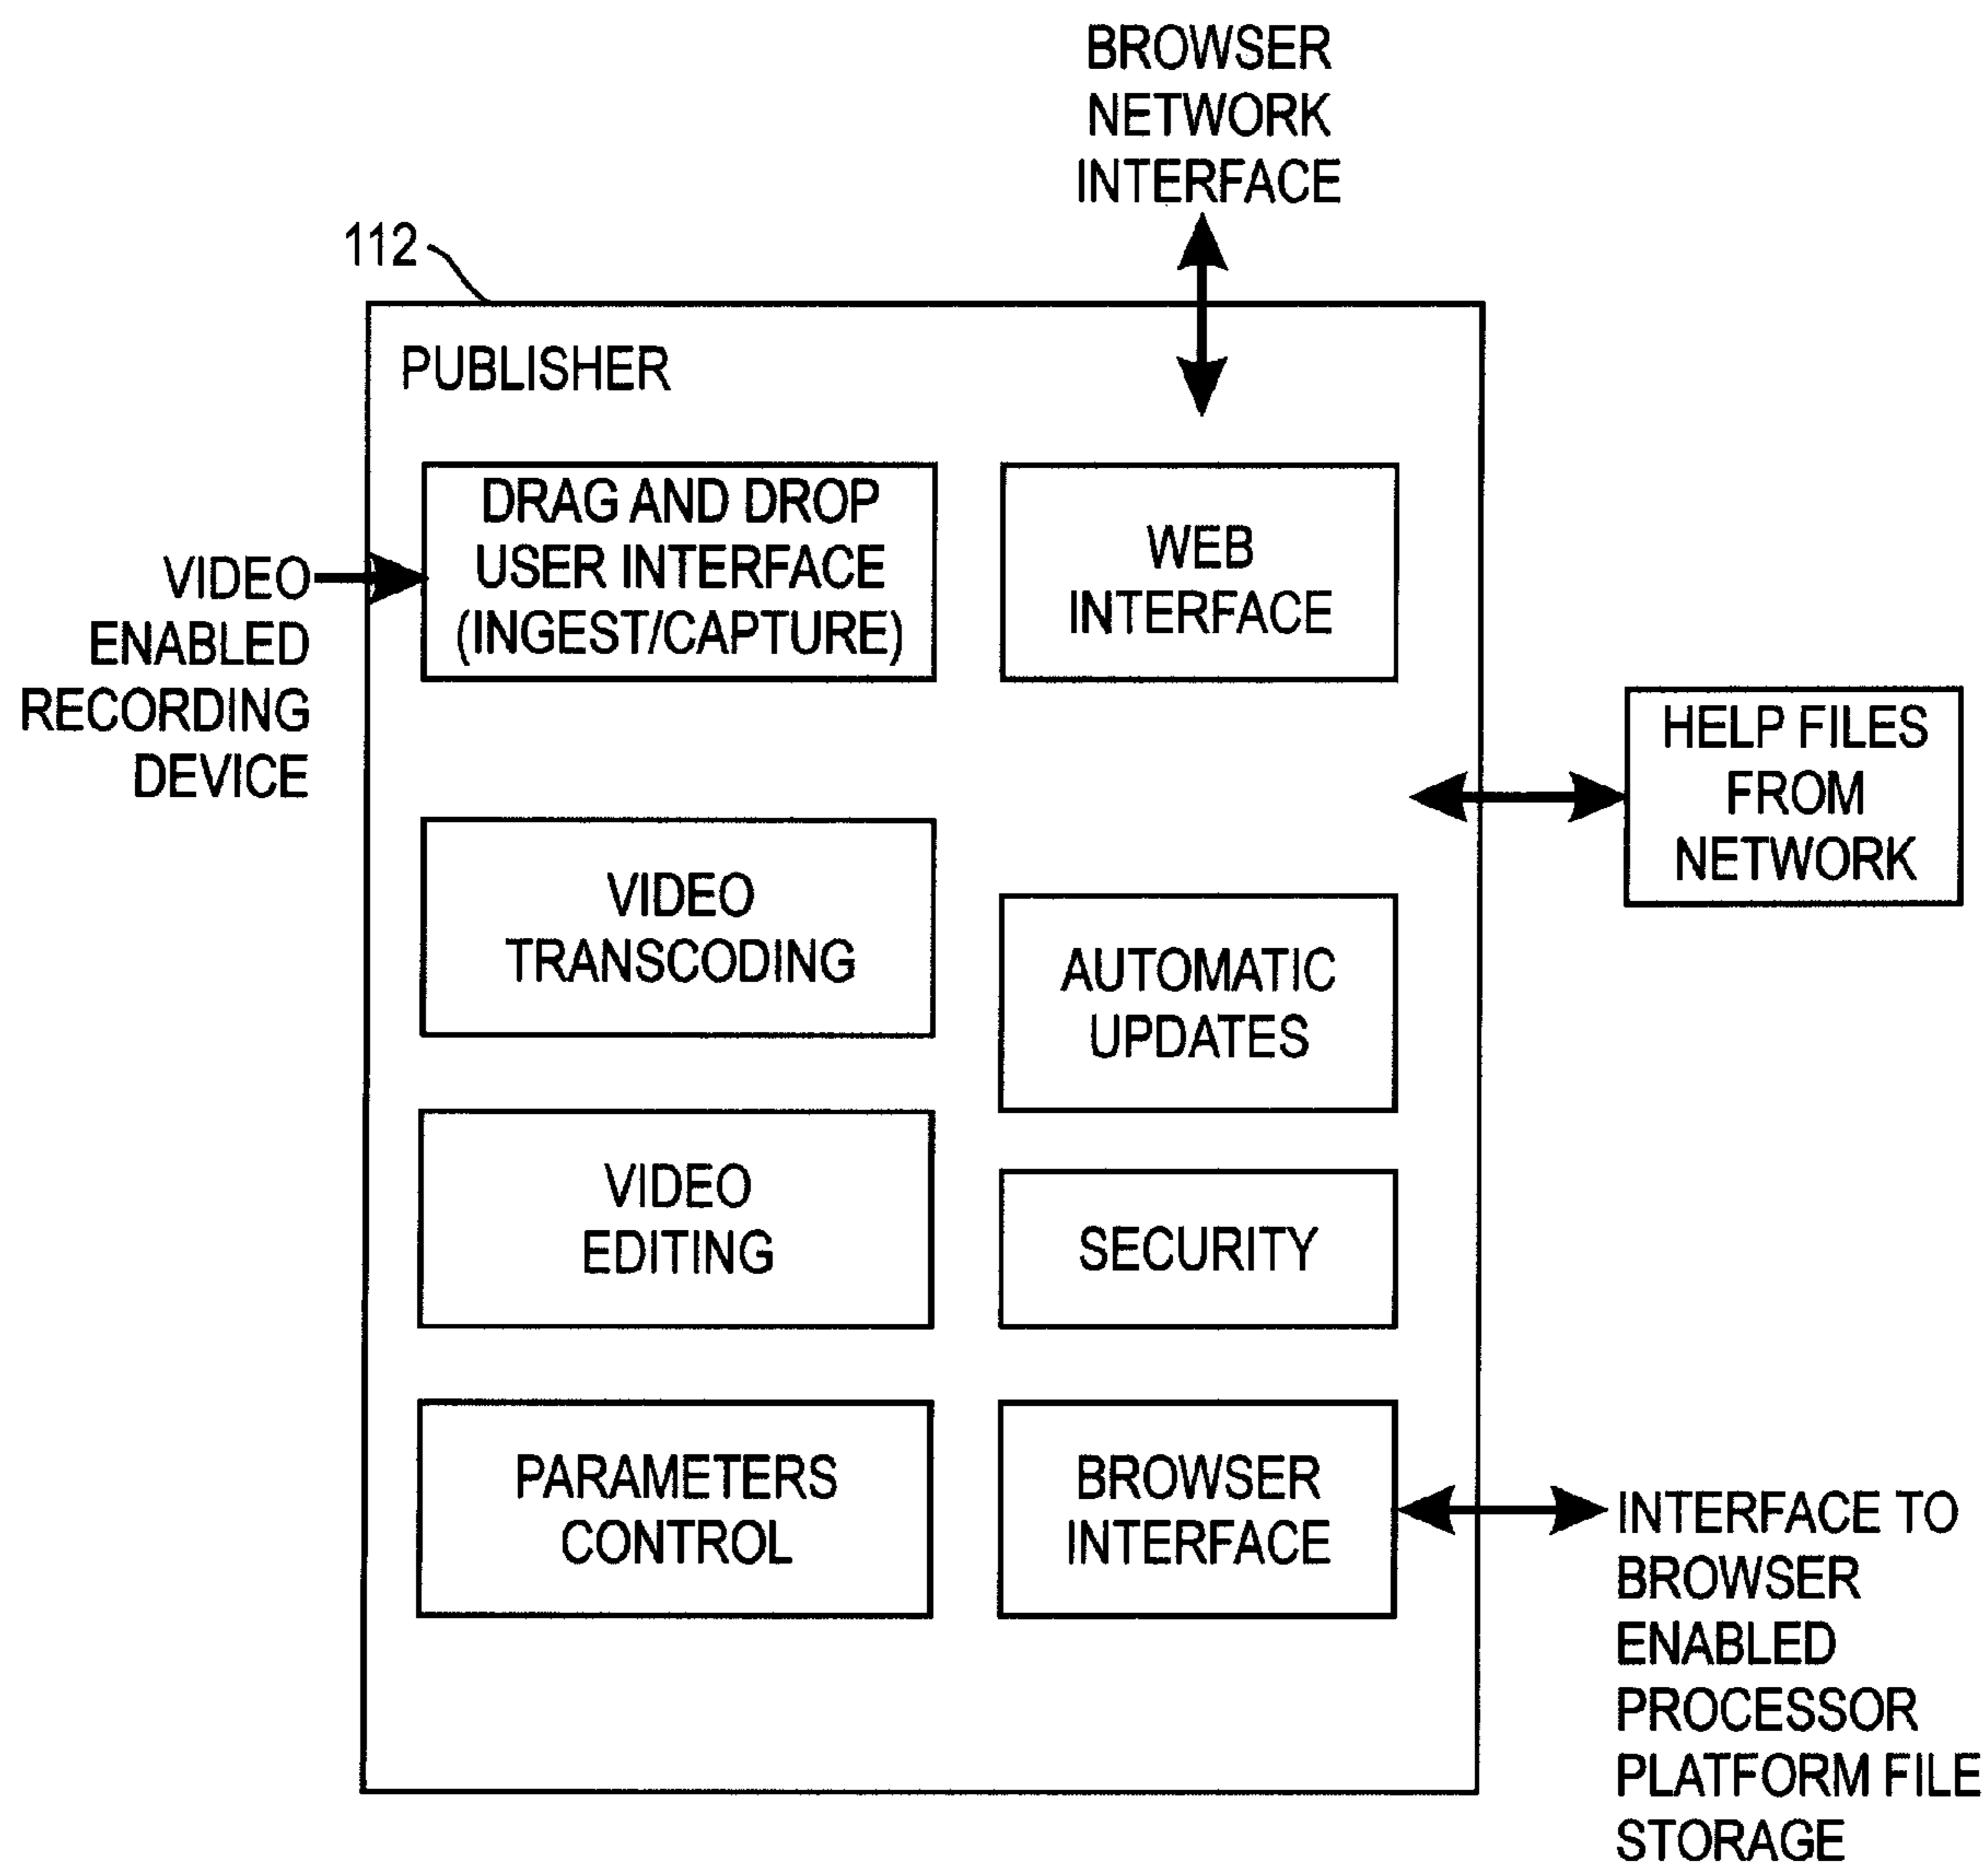 BROWSER
NETWORK
INTERFACE
112
PUBLISHER
DRAG AND DROP
USER INTERFACE
(INGEST/CAPTURE)
WEB
INTERFACE
VIDEO
ENABLED
RECORDING
DEVICE
HELP FILES
FROM
NETWORK
VIDEO
TRANSCODING
AUTOMATIC
UPDATES
VIDEO
EDITING
SECURITY
PARAMETERS
CONTROL
BROWSER
INTERFACE
INTERFACE TO
BROWSER
ENABLED
PROCESSOR
PLATFORM FILE
STORAGE